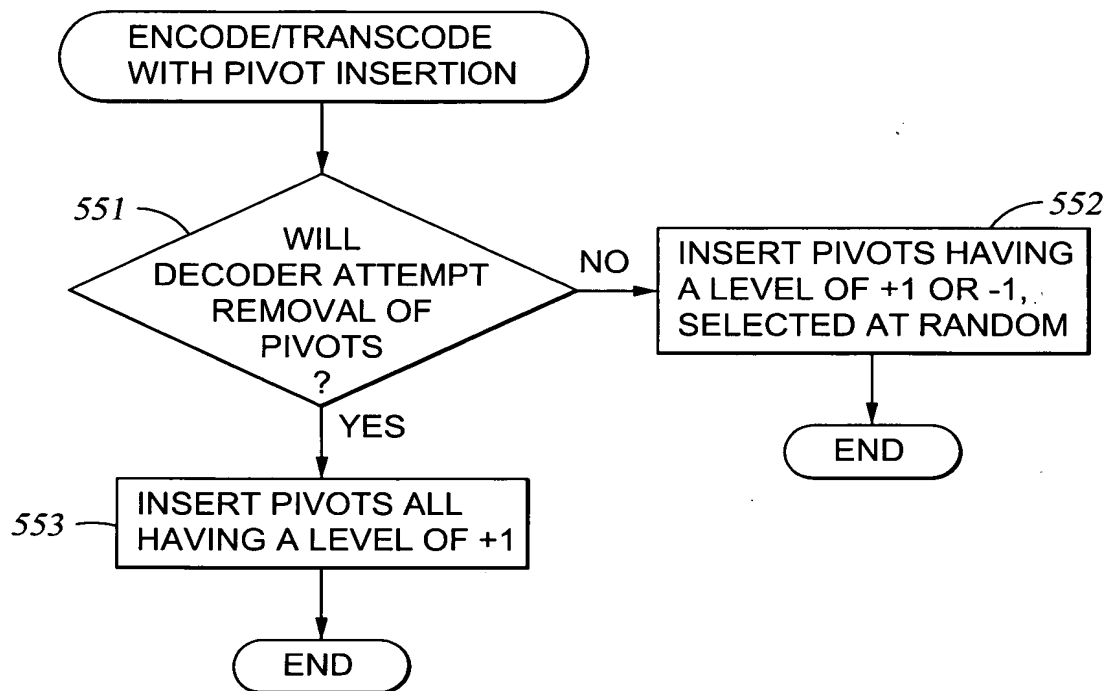 ENCODE/TRANSCODE
WITH PIVOT INSERTION
551
WILL
DECODER ATTEMPT
REMOVAL OF
PIVOTS
?
NO
552
INSERT PIVOTS HAVING
A LEVEL OF +1 OR -1,
SELECTED AT RANDOM
END
YES
553
INSERT PIVOTS ALL
HAVING A LEVEL OF +1
END